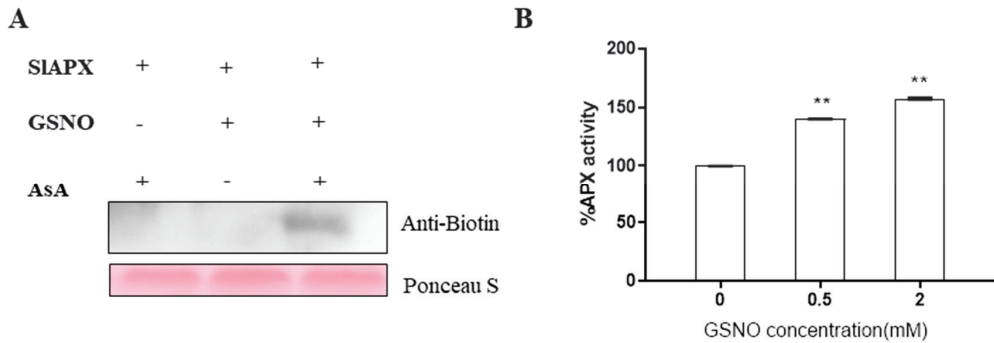 A
SlAPX + + +
GSNO - + +
AsA + - +
Anti-Biotin
Ponceau S
B
200
150
100
50
0
%APX activity
** **
0 0.5 2
GSNO concentration(mM)